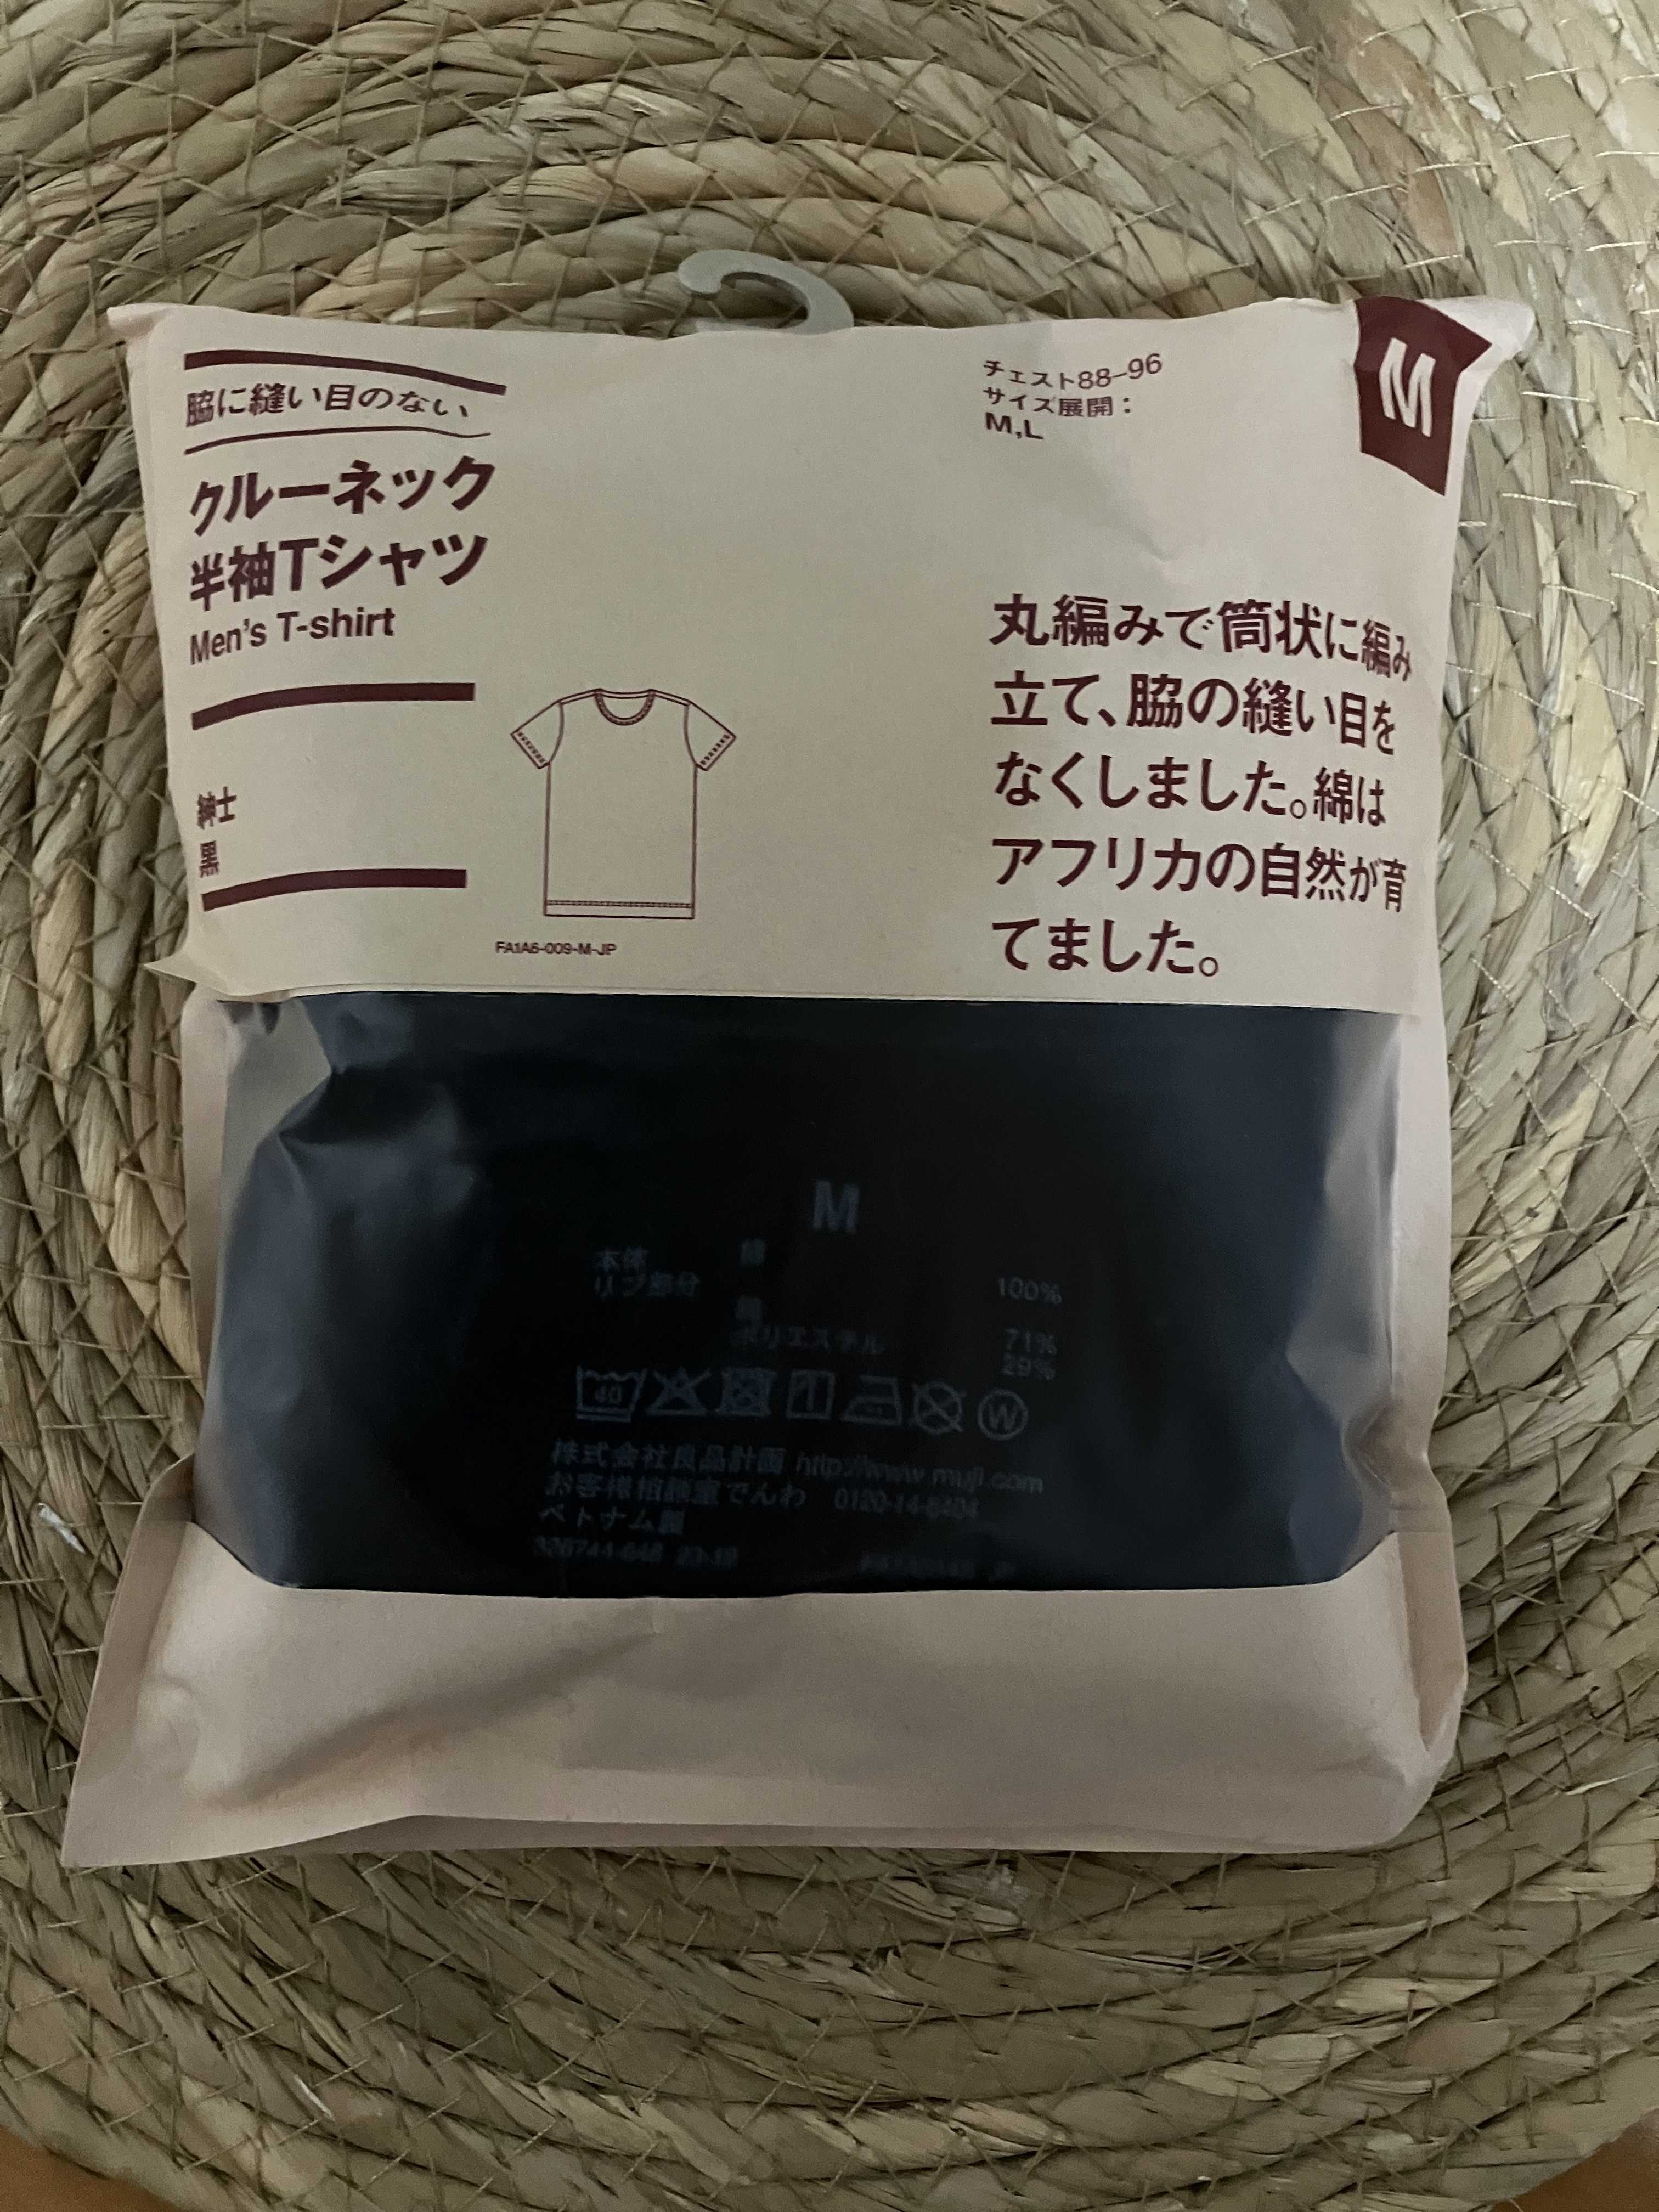 脇に縫い目のない
クルーネック
半袖Tシャツ
Men's T-shirt
紳士
黒
チェスト88–96
サイズ展開：
M,L
M
丸編みで筒状に編み
立て、脇の縫い目を
なくしました。綿は
アフリカの自然が育
てました。
FA1A6-009-M-JP
M
本体 綿 100%
リブ部分 綿 71%
ポリエステル 29%
40
W
株式会社良品計画 http://www.muji.com
お客様相談室でんわ 0120-14-6404
ベトナム製